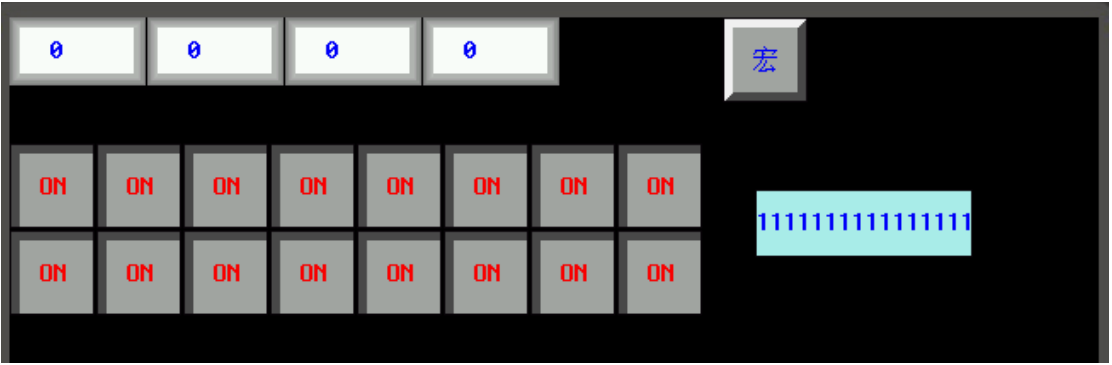 0 0 0 0 宏
ON ON ON ON ON ON ON ON
1111111111111111
ON ON ON ON ON ON ON ON